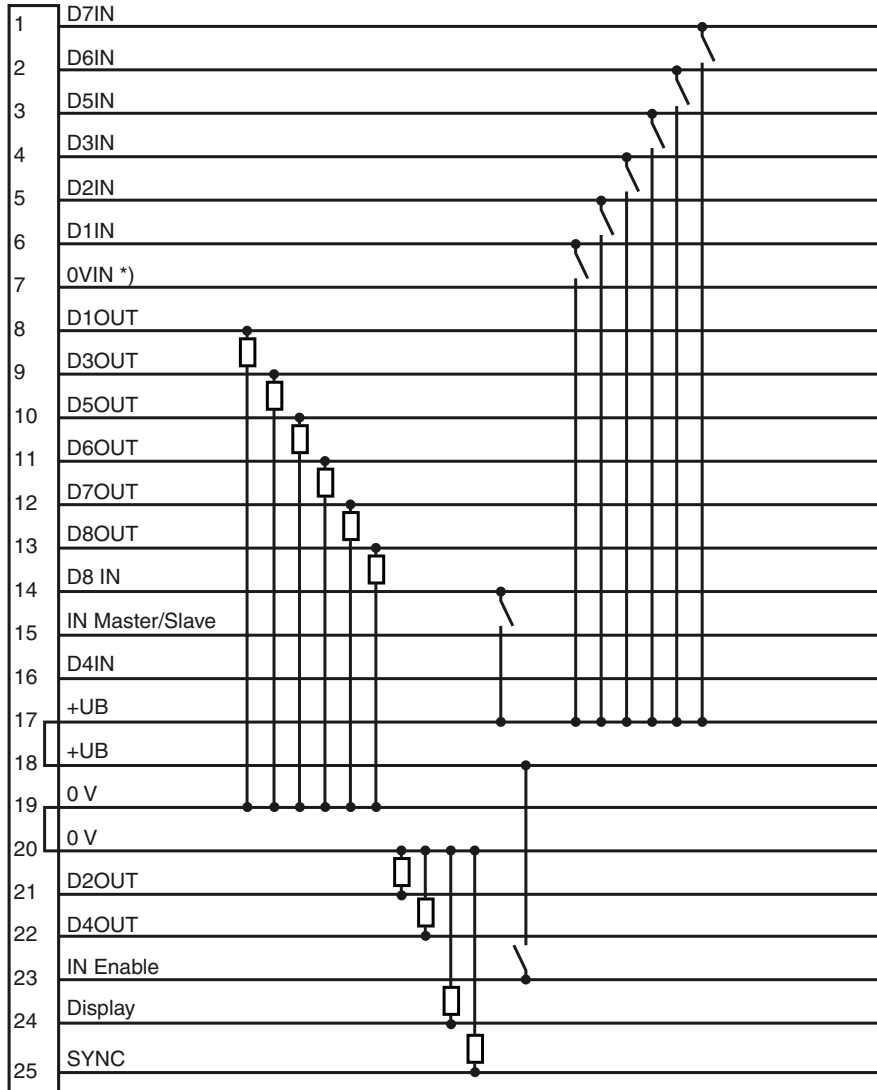 D7IN
1
D6IN
2
D5IN
3
D3IN
4
D2IN
5
D1IN
6
0VIN *)
7
D1OUT
8
D3OUT
9
D5OUT
10
D6OUT
11
D7OUT
12
D8OUT
13
D8 IN
14
IN Master/Slave
15
D4IN
16
+UB
17
+UB
18
0 V
19
0 V
20
D2OUT
21
D4OUT
22
IN Enable
23
Display
24
SYNC
25